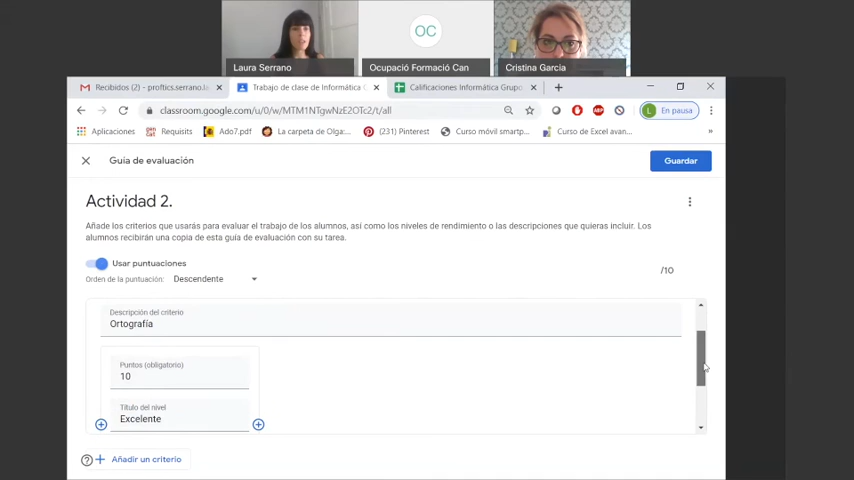 OC
Laura Serrano
Ocupació Formació Can
Cristina Garcia
Recibidos (2) - proftics.serrano.la
Trabajo de clase de Informática
Calificaciones Informática Grupo
classroom.google.com/u/0/w/MTM1NTgwNzE2OTc2/t/all
L En pausa
Aplicaciones
Requisits
Ado7.pdf
La carpeta de Olga:...
(231) Pinterest
Curso móvil smartp...
Curso de Excel avan...
»
Guía de evaluación
Guardar
Actividad 2.
Añade los criterios que usarás para evaluar el trabajo de los alumnos, así como los niveles de rendimiento o las descripciones que quieras incluir. Los
alumnos recibirán una copia de esta guía de evaluación con su tarea.
Usar puntuaciones
/10
Orden de la puntuación: Descendente
Descripción del criterio
Ortografía
Puntos (obligatorio)
10
Título del nivel
Excelente
Añadir un criterio